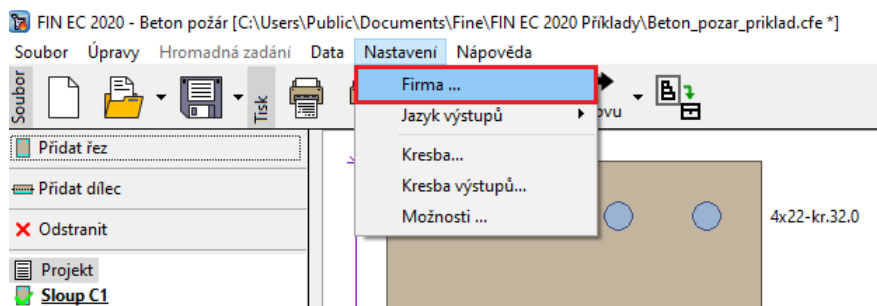 FIN EC 2020 - Beton požár [C:\Users\Public\Documents\Fine\FIN EC 2020 Příklady\Beton_pozar_priklad.cfe *]
Soubor Úpravy Hromadná zadání Data Nastavení Nápověda
Soubor
Tisk
Firma ...
Jazyk výstupů
Kresba...
Kresba výstupů...
Možnosti ...
Přidat řez
Přidat dílec
Odstranit
Projekt
Sloup C1
4x22-kr.32.0